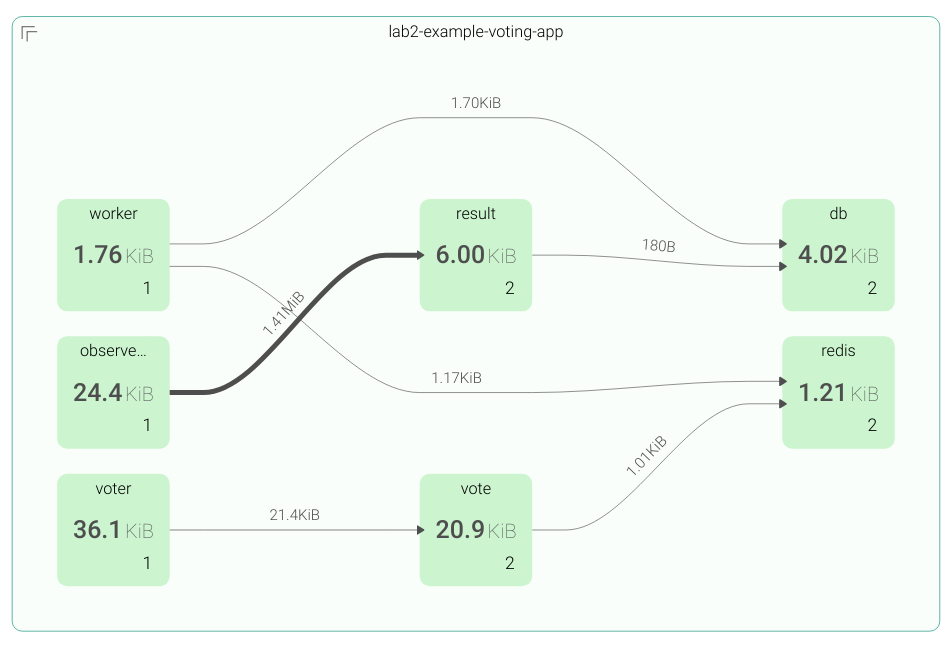 lab2-example-voting-app
1.70KiB
worker
1.76 KiB
1
result
6.00 KiB
2
180B
db
4.02 KiB
2
1.41MiB
observe...
24.4 KiB
1
1.17KiB
redis
1.21 KiB
2
1.01KiB
voter
36.1 KiB
1
21.4KiB
vote
20.9 KiB
2